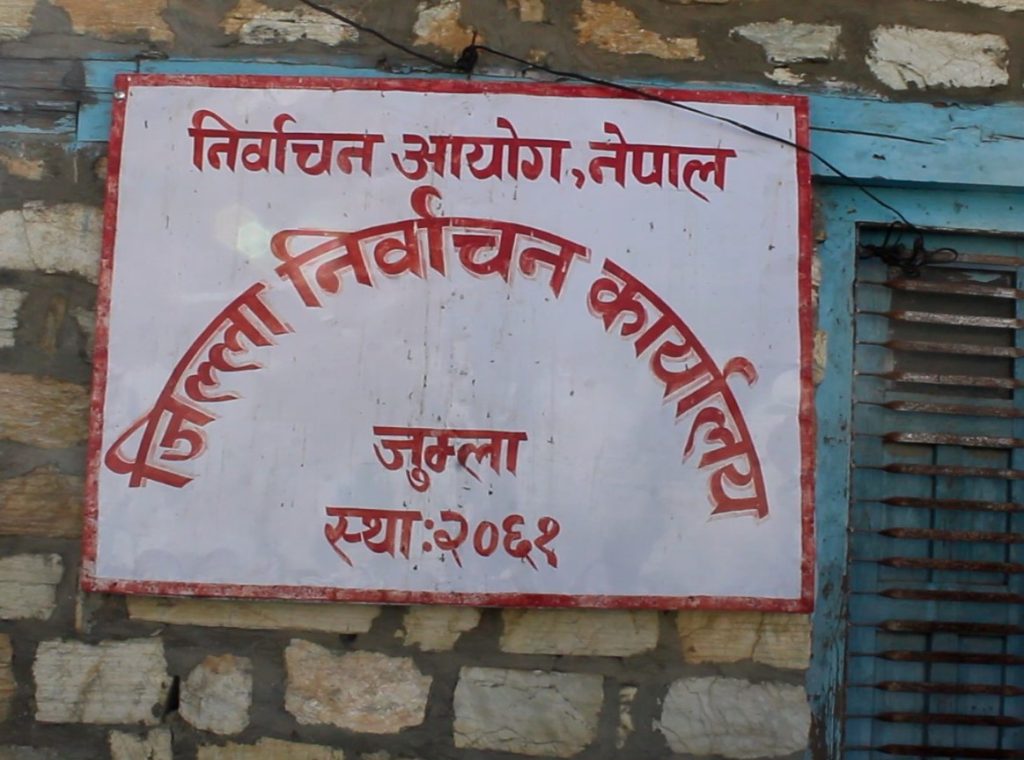 निर्वाचन आयोग,नेपाल
जिल्ला निर्वाचन कार्यालय
जुम्ला
स्था:२०६१